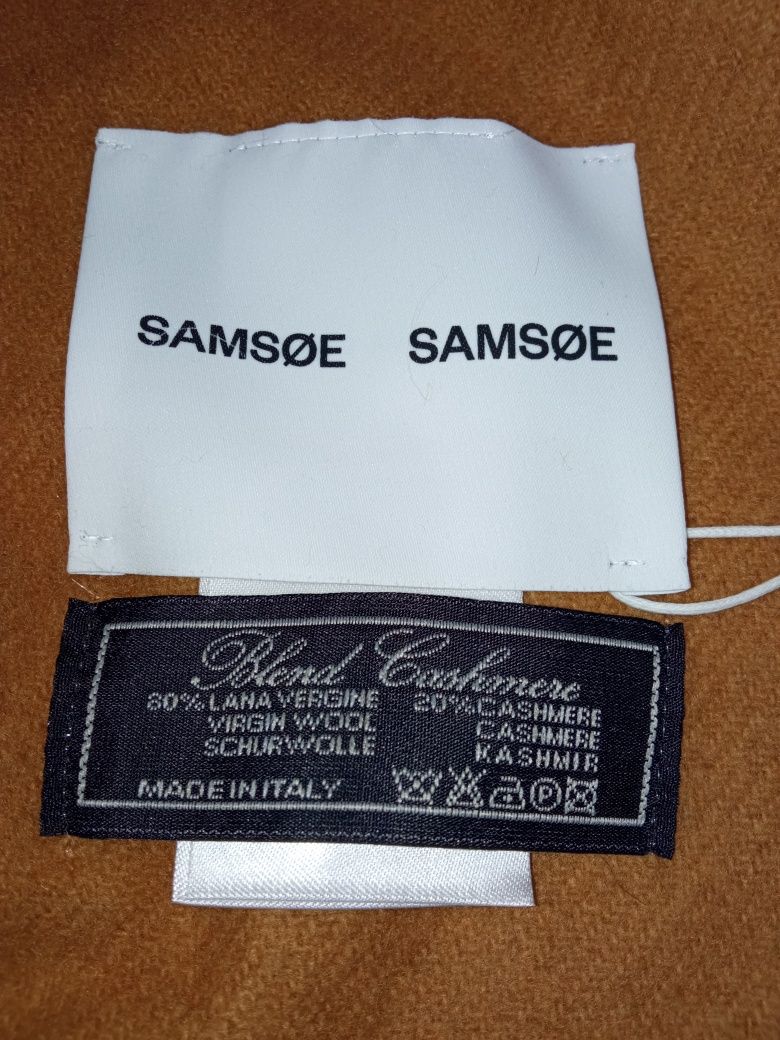 SAMSØE SAMSØE
Blend Cashmere
80% LANA VERGINE 20% CASHMERE
VIRGIN WOOL CASHMERE
SCHURWOLLE KASHMIR
MADE IN ITALY